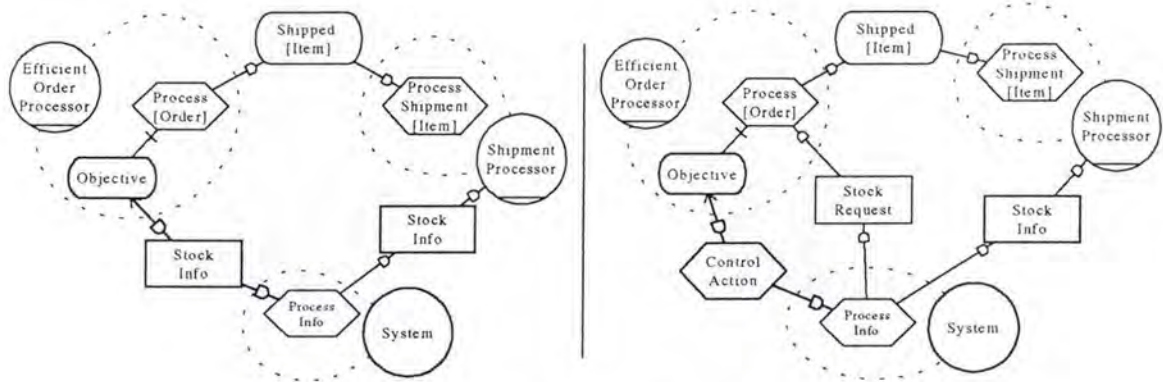 Shipped
[Item]
Efficient
Order
Processor
Process
[Order]
Process
Shipment
[Item]
Shipment
Processor
Objective
Stock
Info
Stock
Info
Process
Info
System
Shipped
[Item]
Efficient
Order
Processor
Process
Shipment
[Item]
Process
[Order]
Shipment
Processor
Objective
Stock
Request
Stock
Info
Control
Action
Process
Info
System